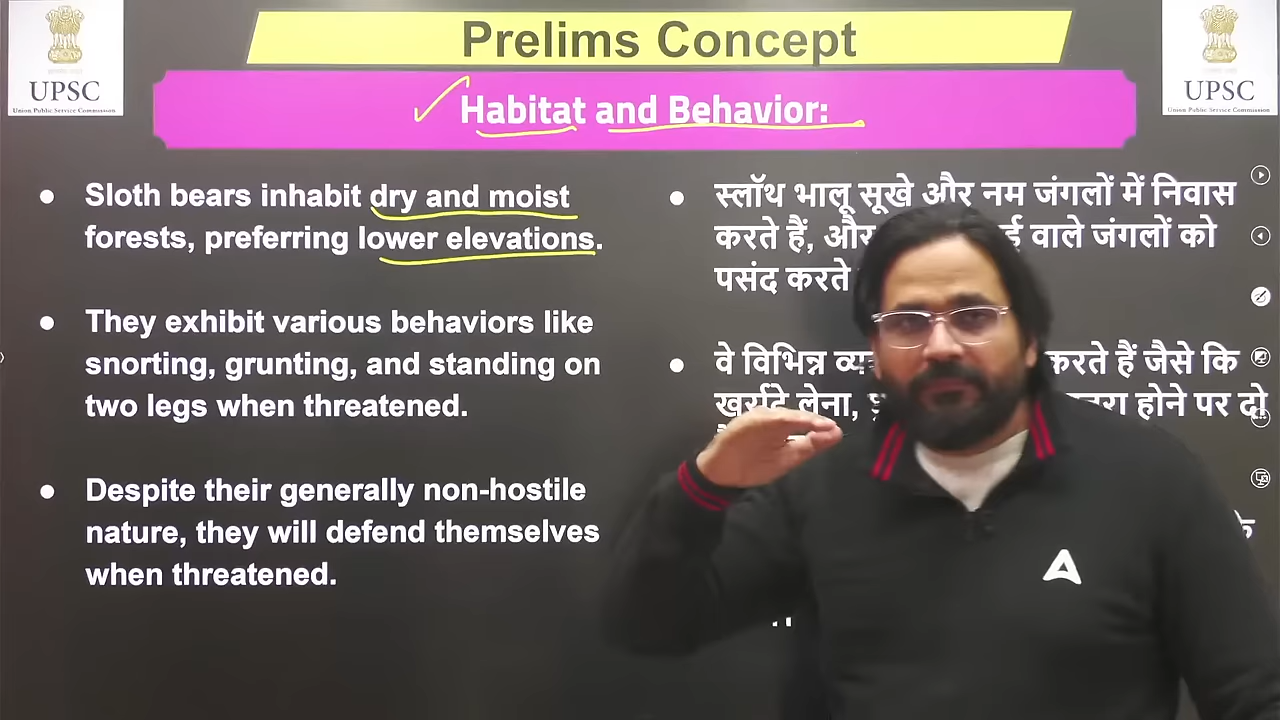 Prelims Concept
UPSC
Union Public Service Commission
UPSC
Union Public Service Commission
Habitat and Behavior:
Sloth bears inhabit dry and moist
forests, preferring lower elevations.
They exhibit various behaviors like
snorting, grunting, and standing on
two legs when threatened.
Despite their generally non-hostile
nature, they will defend themselves
when threatened.
स्लॉथ भालू सूखे और नम जंगलों में निवास
करते हैं, और वाले जंगलों को
पसंद करते
वे विभिन्न करते हैं जैसे कि
खर्राटे लेना, होने पर दो
A